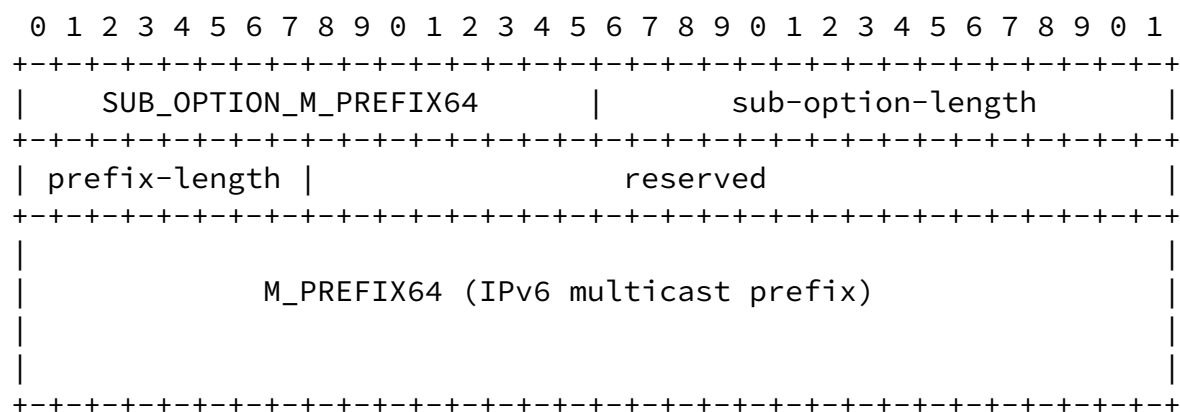 0 1 2 3 4 5 6 7 8 9 0 1 2 3 4 5 6 7 8 9 0 1 2 3 4 5 6 7 8 9 0 1
+-+-+-+-+-+-+-+-+-+-+-+-+-+-+-+-+-+-+-+-+-+-+-+-+-+-+-+-+-+-+-+-+
|    SUB_OPTION_M_PREFIX64      |       sub-option-length       |
+-+-+-+-+-+-+-+-+-+-+-+-+-+-+-+-+-+-+-+-+-+-+-+-+-+-+-+-+-+-+-+-+
| prefix-length |                 reserved                      |
+-+-+-+-+-+-+-+-+-+-+-+-+-+-+-+-+-+-+-+-+-+-+-+-+-+-+-+-+-+-+-+-+
|                                                               |
|             M_PREFIX64 (IPv6 multicast prefix)                |
|                                                               |
|                                                               |
+-+-+-+-+-+-+-+-+-+-+-+-+-+-+-+-+-+-+-+-+-+-+-+-+-+-+-+-+-+-+-+-+